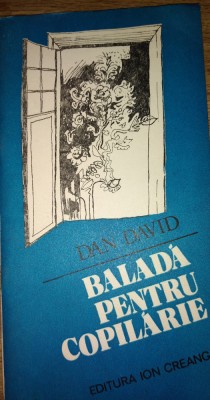 DAN DAVID
BALADĂ
PENTRU
COPILĂRIE
EDITURA ION CREANG